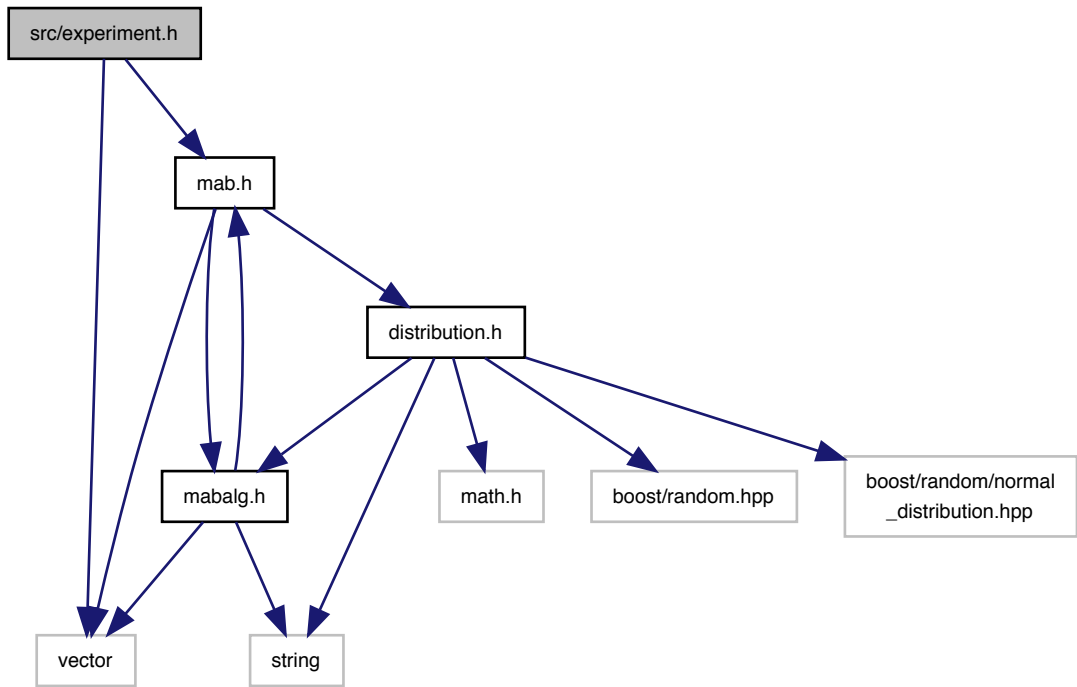 src/experiment.h
mab.h
distribution.h
mabalg.h
math.h
boost/random.hpp
boost/random/normal
_distribution.hpp
vector
string